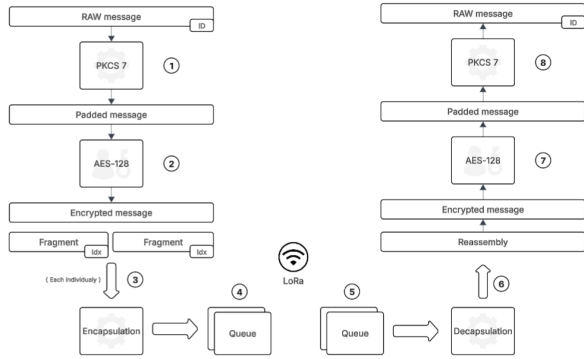 RAW message
ID
PKCS 7
1
Padded message
AES-128
2
Encrypted message
Fragment
Idx
Fragment
Idx
{ Each Individualy }
3
Encapsulation
4
Queue
LoRa
5
Queue
Decapsulation
6
Reassembly
Encrypted message
AES-128
7
Padded message
PKCS 7
8
RAW message
ID